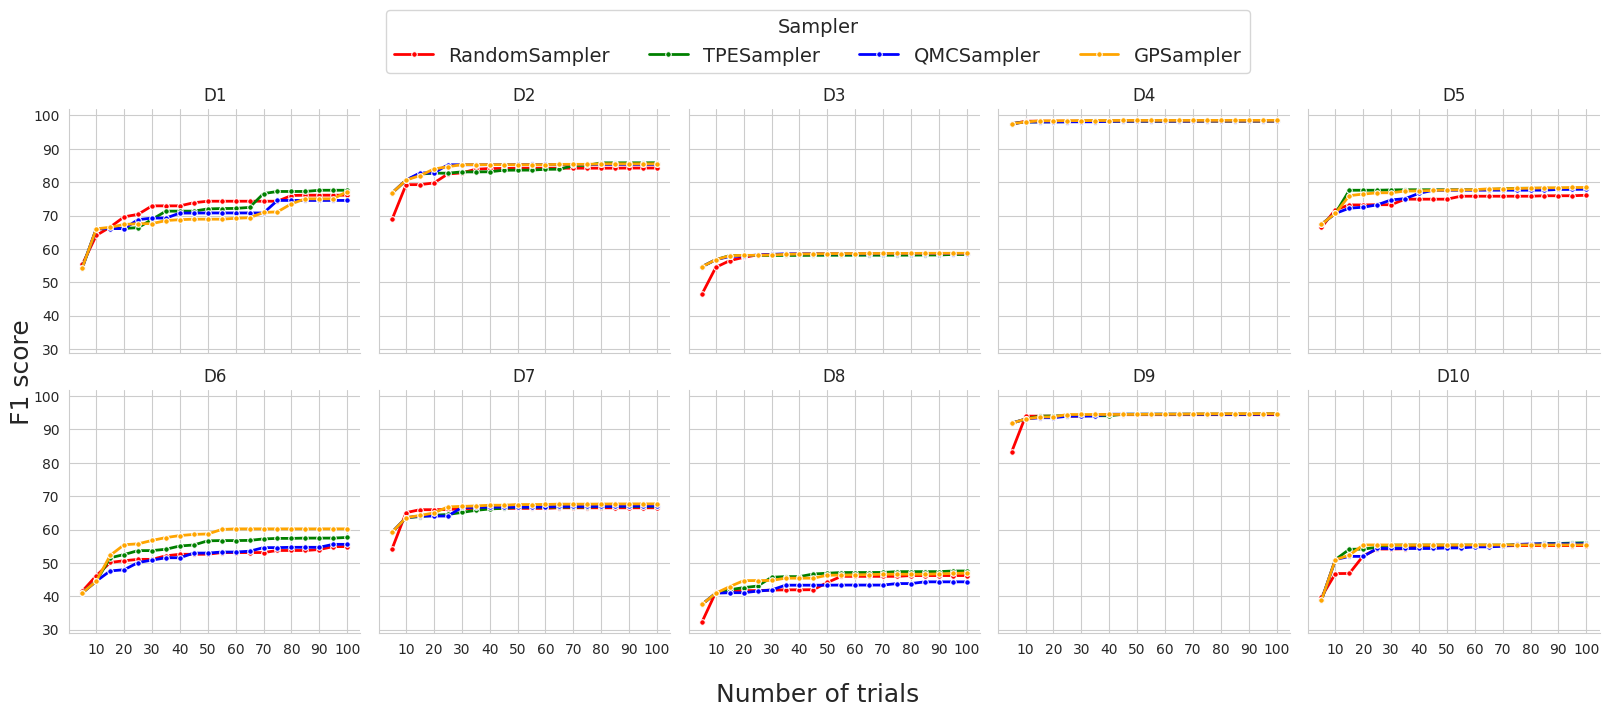 Sampler
RandomSampler TPESampler QMCSampler GPSampler
D1 D2 D3 D4 D5
100
90
80
70
60
50
40
30
D6 D7 D8 D9 D10
100
90
80
70
60
50
40
30
10 20 30 40 50 60 70 80 90 100 10 20 30 40 50 60 70 80 90 100 10 20 30 40 50 60 70 80 90 100 10 20 30 40 50 60 70 80 90 100 10 20 30 40 50 60 70 80 90 100
F1 score
Number of trials